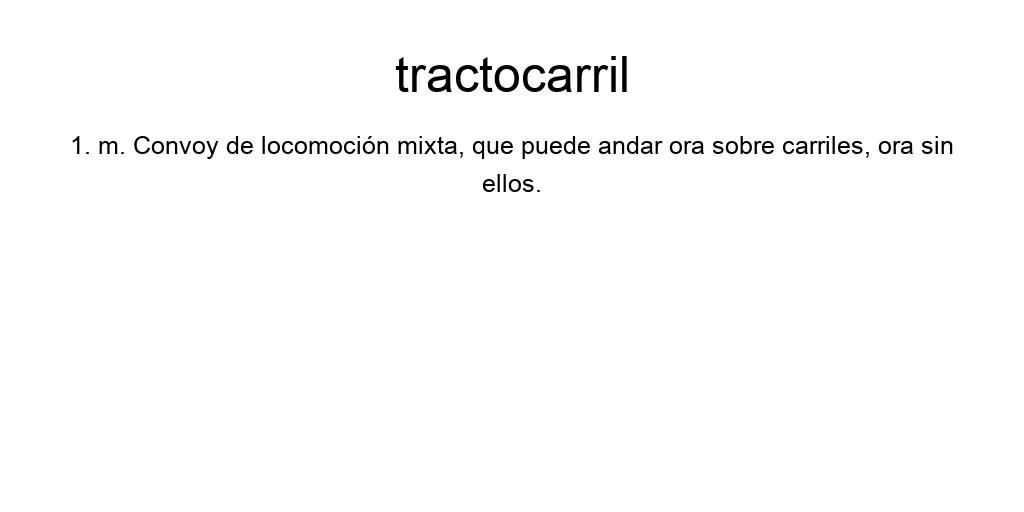 tractocarril
1. m. Convoy de locomoción mixta, que puede andar ora sobre carriles, ora sin
ellos.